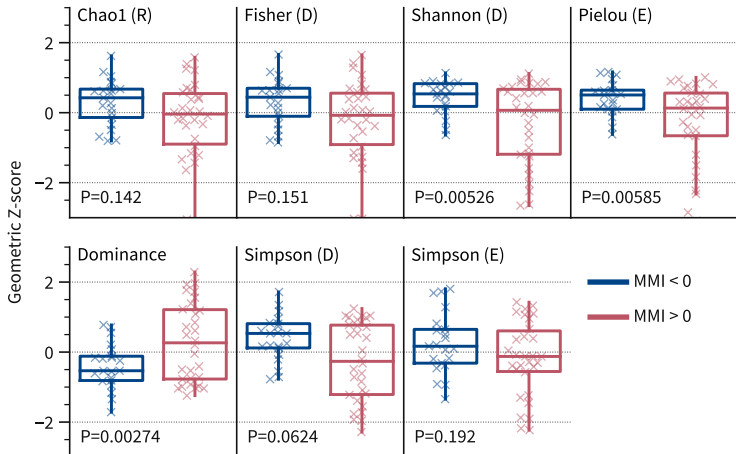 Chao1 (R) Fisher (D) Shannon (D) Pielou (E)
2
0
−2
P=0.142 P=0.151 P=0.00526 P=0.00585
Geometric Z-score
Dominance Simpson (D) Simpson (E)
2
0
−2
P=0.00274 P=0.0624 P=0.192
MMI < 0
MMI > 0